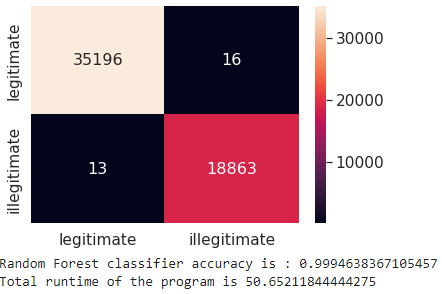 legitimate
35196
16
illegitimate
13
18863
legitimate
illegitimate
30000
20000
10000
Random Forest classifier accuracy is : 0.9994638367105457
Total runtime of the program is 50.65211844444275